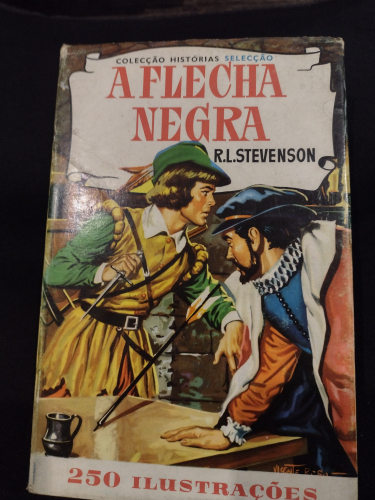 COLECÇÃO HISTÓRIAS SELECÇÃO
A FLECHA
NEGRA
R.L.STEVENSON
250 ILUSTRAÇÕES